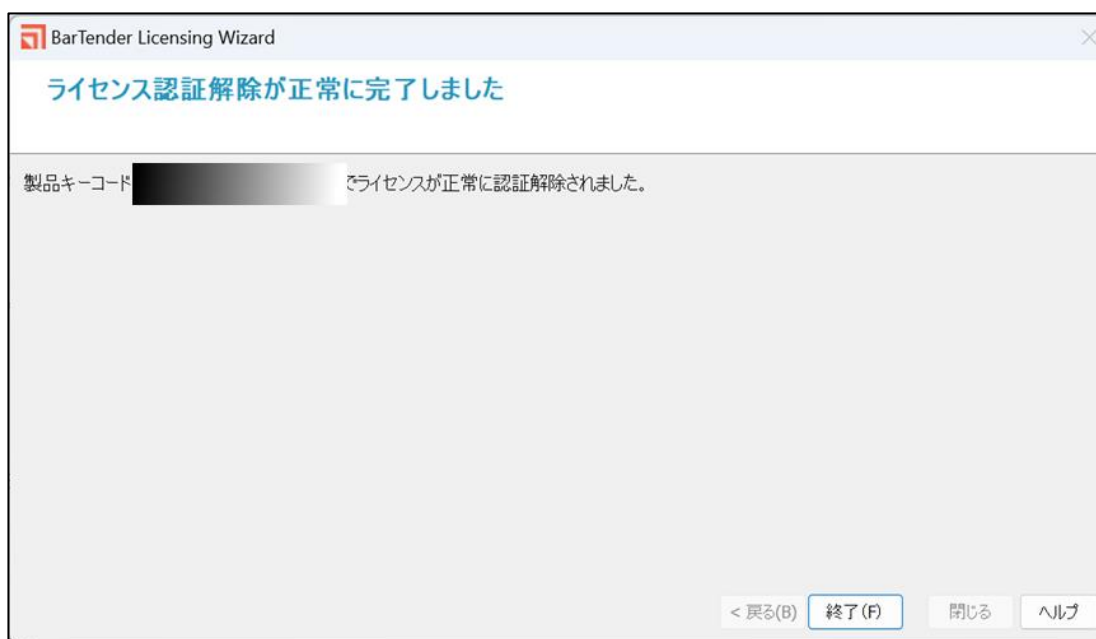 BarTender Licensing Wizard
ライセンス認証解除が正常に完了しました
製品キーコード でライセンスが正常に認証解除されました。
< 戻る(B) 終了(F) 閉じる ヘルプ